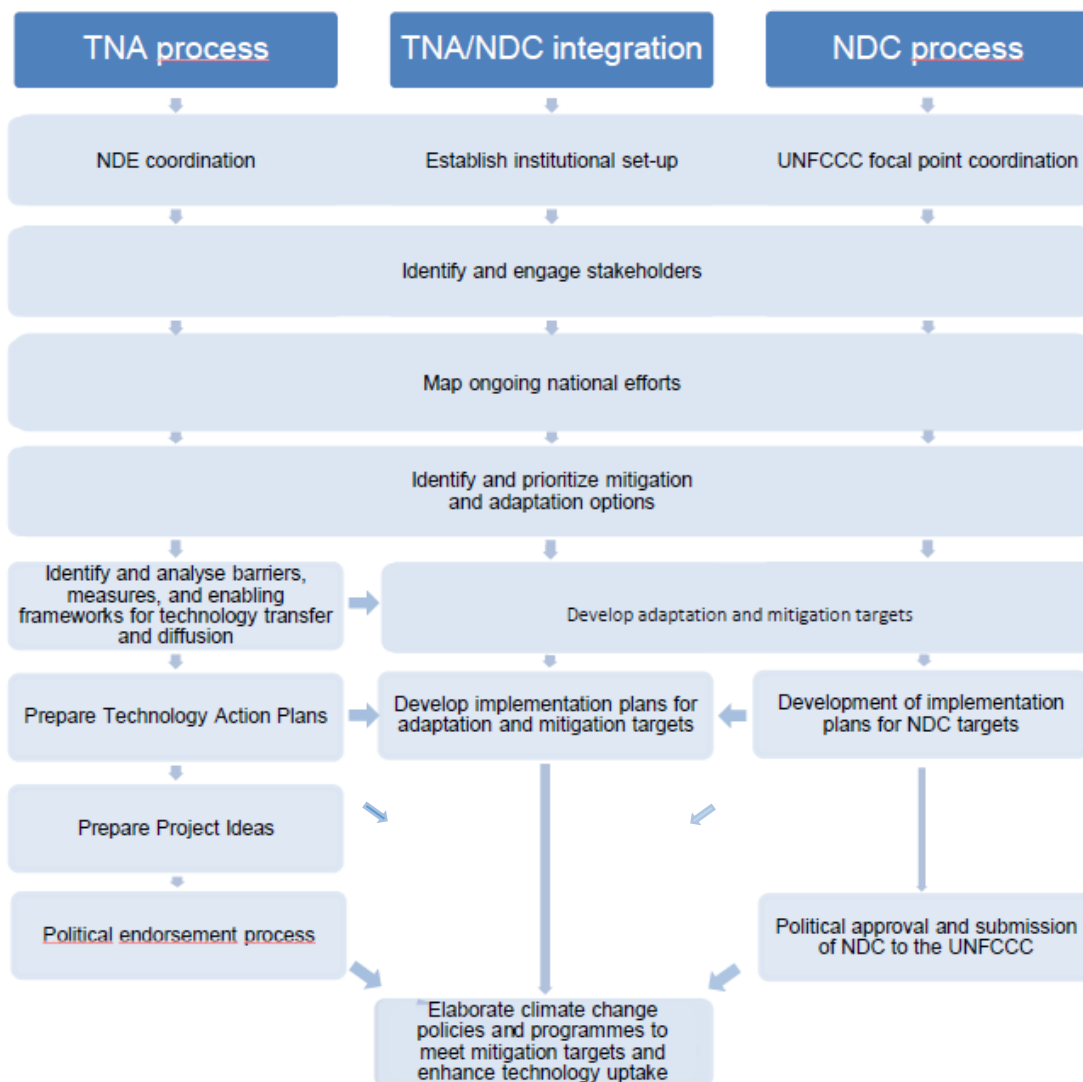 TNA process
TNA/NDC integration
NDC process
NDE coordination
Establish institutional set-up
UNFCCC focal point coordination
Identify and engage stakeholders
Map ongoing national efforts
Identify and prioritize mitigation
and adaptation options
Identify and analyse barriers,
measures, and enabling
frameworks for technology transfer
and diffusion
Develop adaptation and mitigation targets
Prepare Technology Action Plans
Develop implementation plans for
adaptation and mitigation targets
Development of implementation
plans for NDC targets
Prepare Project Ideas
Political endorsement process
Political approval and submission
of NDC to the UNFCCC
Elaborate climate change
policies and programmes to
meet mitigation targets and
enhance technology uptake